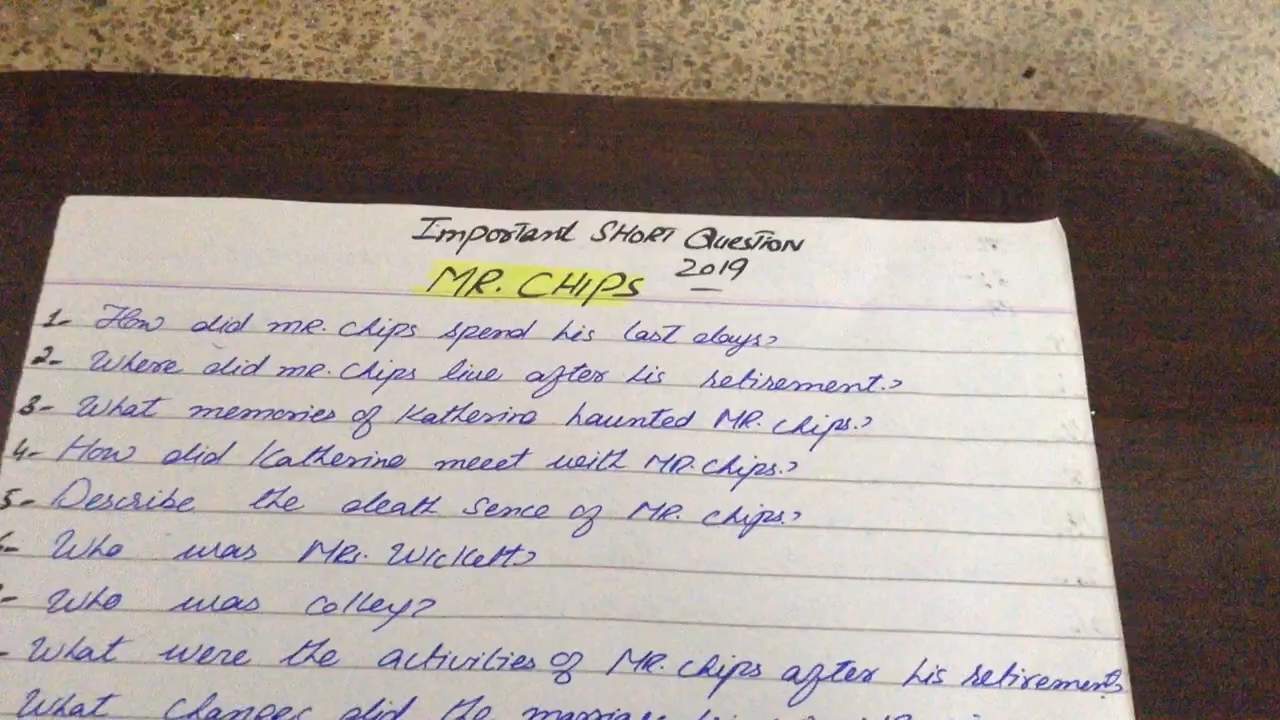 Important SHORT Question
2019
MR. CHIPS
1- How did mr. chips spend his last days?
2- Where did mr. chips live after his retirement?
3- What memories of Katherine haunted MR. chips?
4- How did Katherine meeet with MR. chips?
5- Describe the death Sence of MR. chips?
Who was MRs. Wickett?
Who was colley?
What were the activities of MR. chips after his retirement?
What changes did the marriage